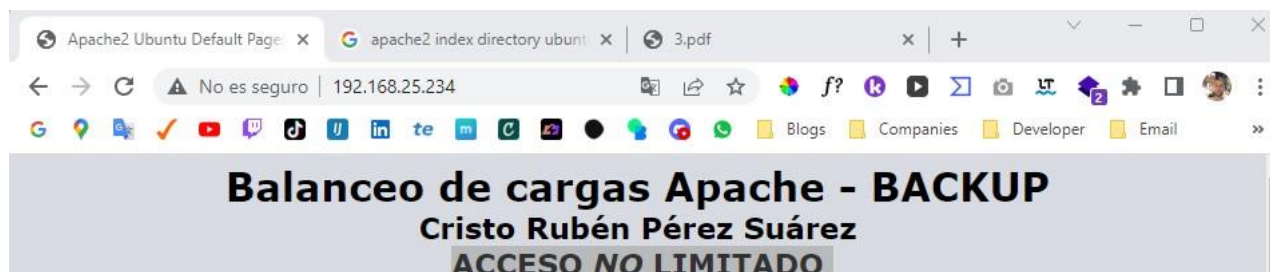 Apache2 Ubuntu Default Page
apache2 index directory ubunt
3.pdf
No es seguro
192.168.25.234
f?
2
Blogs
Companies
Developer
Email
Balanceo de cargas Apache - BACKUP
Cristo Rubén Pérez Suárez
ACCESO NO LIMITADO